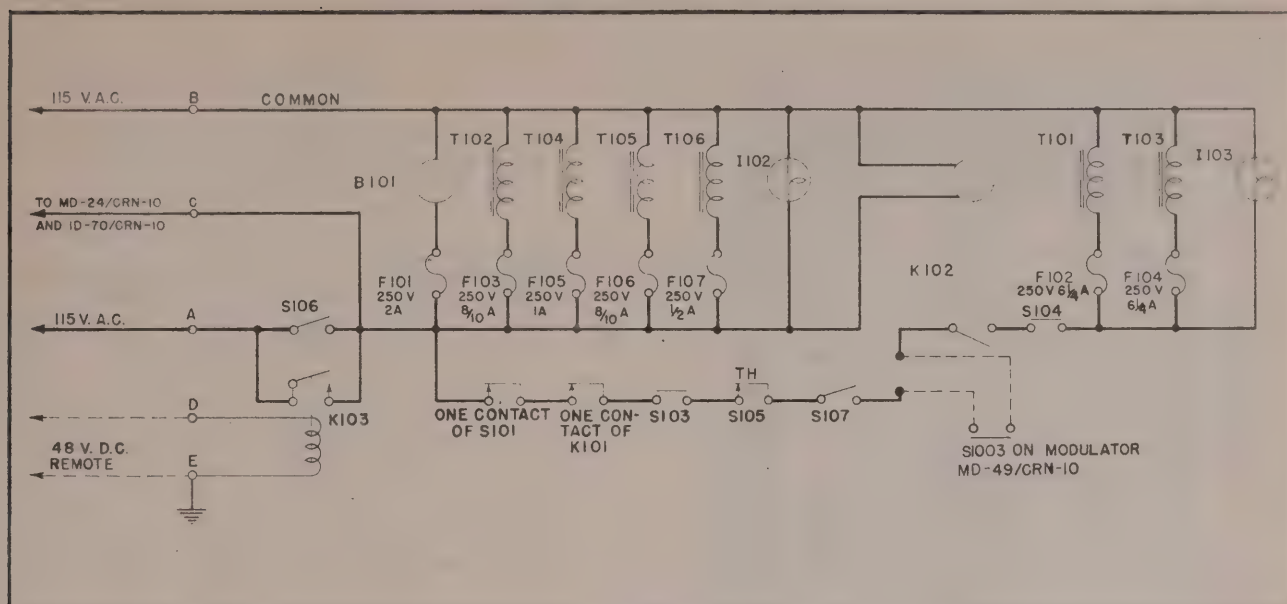 115 V. A.C.
B
COMMON
T102
T104
T105
T106
I102
T101
T103
I103
B101
TO MD-24/CRN-10
AND ID-70/CRN-10
C
F101
250 V
2A
F103
250 V
8/10 A
F105
250 V
1A
F106
250 V
8/10 A
F107
250 V
1/2 A
K102
F102
250 V 6 1/4 A
F104
250 V
6 1/4 A
115 V. A.C.
A
S106
S104
K103
D
48 V. D.C.
REMOTE
E
ONE CONTACT
OF S101
ONE CON-
TACT OF
K101
S103
TH
S105
S107
S1003 ON MODULATOR
MD-49/CRN-10